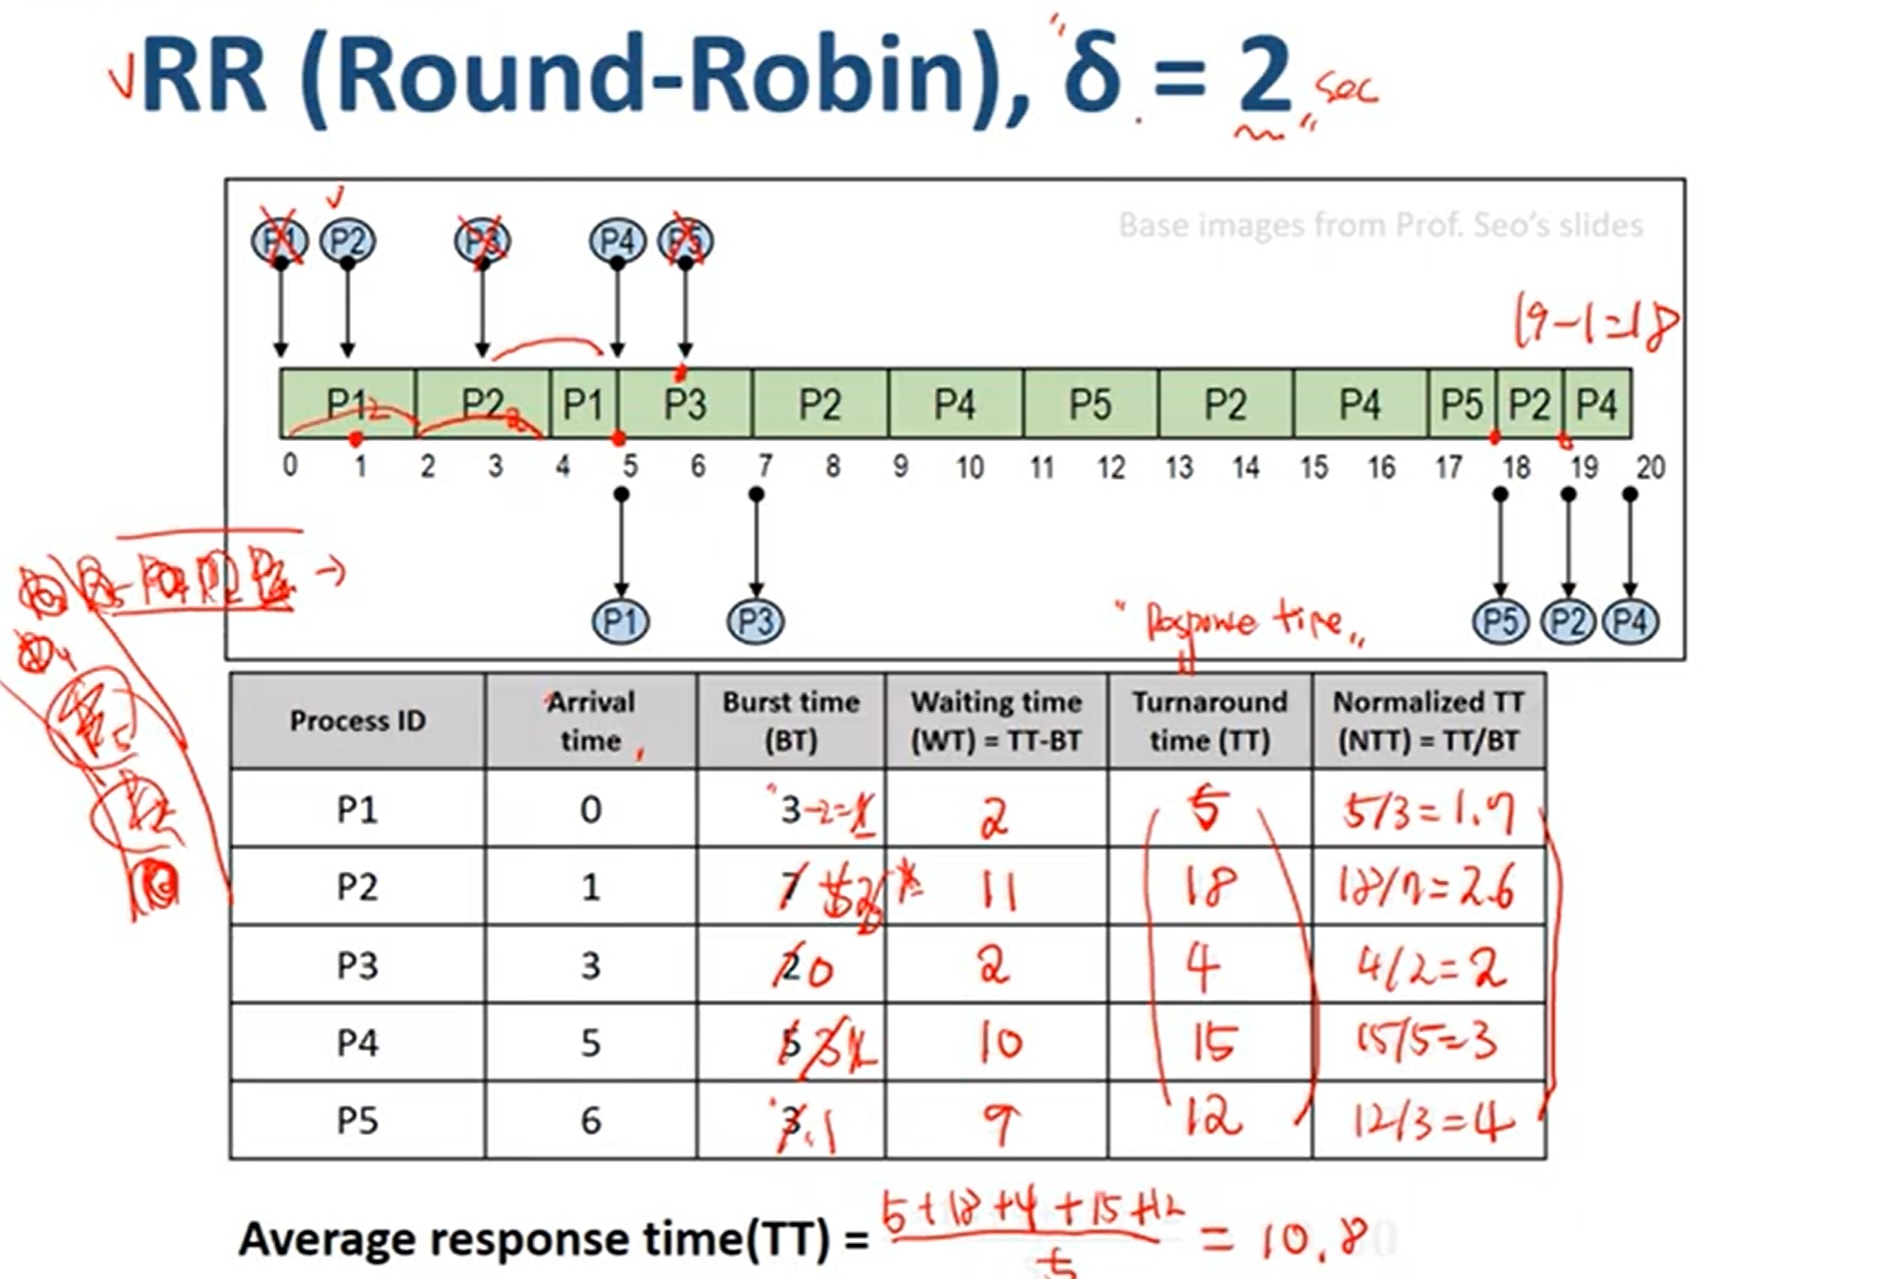 RR (Round-Robin), "δ = 2" sec
P1 P2 P3 P4 P5
Base images from Prof. Seo's slides
19-1=18
P1 2 P2 2 P1 P3 P2 P4 P5 P2 P4 P5 P2 P4
0 1 2 3 4 5 6 7 8 9 10 11 12 13 14 15 16 17 18 19 20
P1 P3 P5 P2 P4
"Response time"
Process ID Arrival time, Burst time (BT) Waiting time (WT) = TT-BT Turnaround time (TT) Normalized TT (NTT) = TT/BT
P1 0 3-2=1 2 5 5/3=1.7
P2 1 7 5 3 1 11 18 18/7=2.6
P3 3 2 0 2 4 4/2=2
P4 5 5 3 1 10 15 15/5=3
P5 6 3 1 9 12 12/3=4
Average response time(TT) = 5+18+4+15+12 / 5 = 10.8